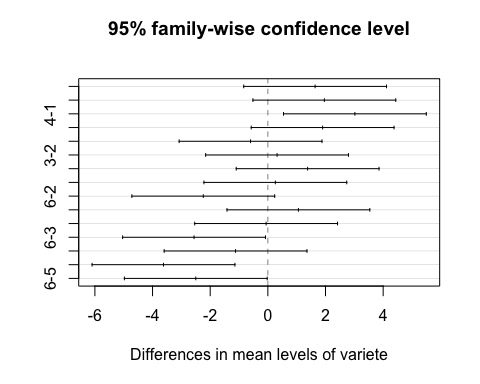 95% family-wise confidence level
4-1
3-2
6-2
6-3
6-5
-6 -4 -2 0 2 4
Differences in mean levels of variete